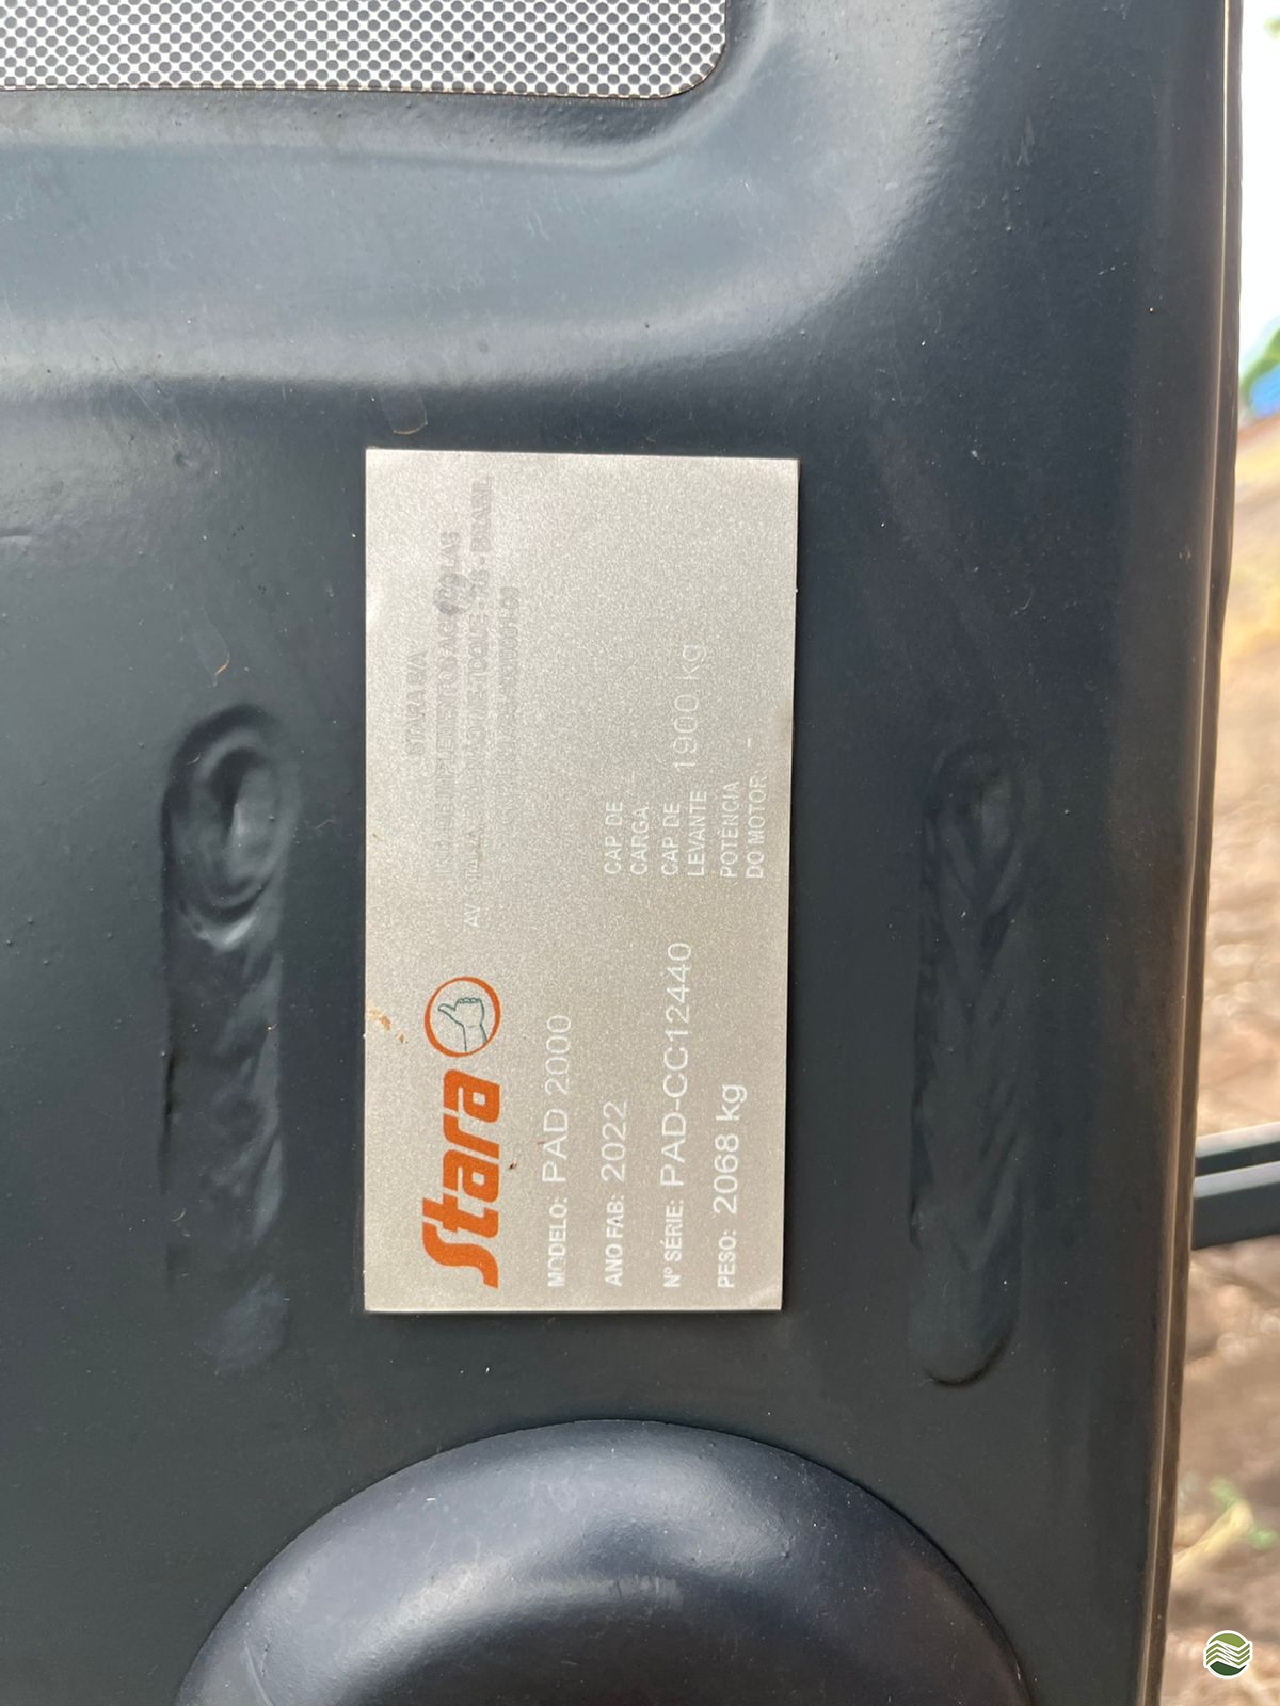 Stara
STARA S/A
MODELO: PAD 2000
ANO FAB: 2022
CAP DE
CARGA:
Nº SÉRIE: PAD-CC12440
CAP DE
LEVANTE: 1900 kg
PESO: 2068 kg
POTÊNCIA
DO MOTOR: -